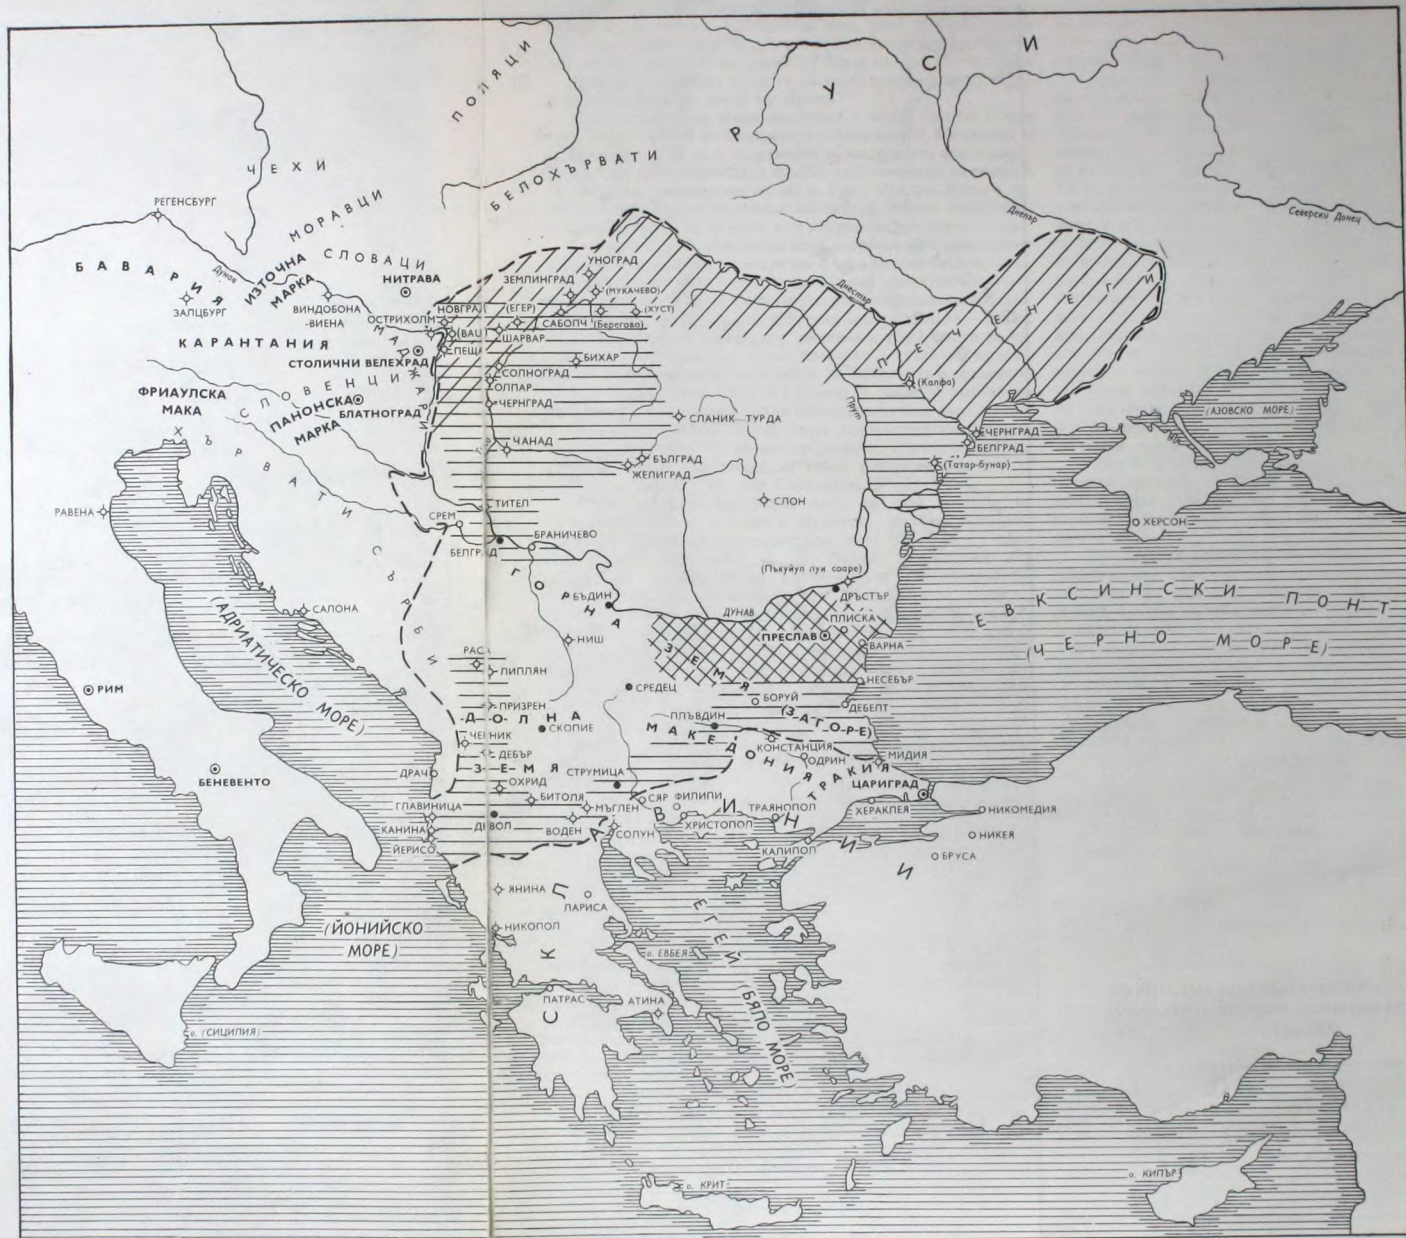 Р У С И
ПОЛЯЦИ
ЧЕХИ
БЕЛОХЪРВАТИ
МОРАВЦИ
СЛОВАЦИ
РЕГЕНСБУРГ
Днепър
Северски Донец
БАВАРИЯ
Дунав
ИЗТОЧНА
МАРКА
НИТРАВА
ЗАЛЦБУРГ
ВИНДОБОНА
-ВИЕНА
УНОГРАД
ЗЕМЛИНГРАД
(МУКАЧЕВО)
Днестър
ПЕЧЕНЕГИ
НОВГРАД
(ЕГЕР)
(ХУСТ)
ОСТРИХОЛМ
САБОЛЧ
(Берегово)
(ВАЦ)
ШАРВАР
КАРАНТАНИЯ
МАДЖАРИ
ПЕЩА
СТОЛИЧНИ ВЕЛЕХРАД
БИХАР
СОЛНОГРАД
ОЛПАР
СЛОВЕНЦИ
ФРИАУЛСКА
МАКА
ПАНОНСКА
МАРКА
БЛАТНОГРАД
ЧЕРНГРАД
(Калфа)
Прут
(АЗОВСКО МОРЕ)
СЛАНИК ТУРДА
ХЪРВАТИ
ЧЕРНГРАД
БЕЛГРАД
ЧАНАД
БЪЛГРАД
ЖЕЛИГРАД
(Татар-бунар)
ТИТЕЛ
СЛОН
РАВЕНА
СРЕМ
ХЕРСОН
БЕЛГРАД
БРАНИЧЕВО
СЪРБИ
ГОРНА
ЗЕМЯ
(Пъкуйул луи соаре)
БЪДИН
ДУНАВ
ДРЪСТЪР
ЕВКСИНСКИ ПОНТ
(ЧЕРНО МОРЕ)
САЛОНА
(АДРИАТИЧЕСКО МОРЕ)
ПЛИСКА
ПРЕСЛАВ
ВАРНА
НИШ
РАСА
ЛИПЛЯН
СРЕДЕЦ
НЕСЕБЪР
РИМ
ПРИЗРЕН
БОРУЙ
ДЕБЕЛТ
(ЗАГОРЕ)
ДОЛНА
ЗЕМЯ
СКОПИЕ
ПЛЪВДИН
МАКЕДОНИЯ
ЧЕРНИК
КОНСТАНЦИЯ
ОДРИН
МИДИЯ
ДЕБЪР
ТРАКИЯ
ЦАРИГРАД
БЕНЕВЕНТО
ДРАЧ
СТРУМИЦА
ОХРИД
БИТОЛЯ
МЪГЛЕН
СЯР
ФИЛИПИ
ТРАЯНОПОЛ
ХЕРАКЛЕЯ
НИКОМЕДИЯ
ГЛАВИНИЦА
ДЕВОЛ
ВОДЕН
ХРИСТОПОЛ
КАНИНА
СОЛУН
НИКЕЯ
ЙЕРИСО
КАЛИПОЛ
БРУСА
СКЛАВИНИИ
ЯНИНА
ЛАРИСА
НИКОПОЛ
(ЙОНИЙСКО
МОРЕ)
ЕГЕЙ
(БЯЛО МОРЕ)
о. ЕВБЕЯ
ПАТРАС
АТИНА
о. (СИЦИЛИЯ)
о. КРИТ
о. КИПЪР